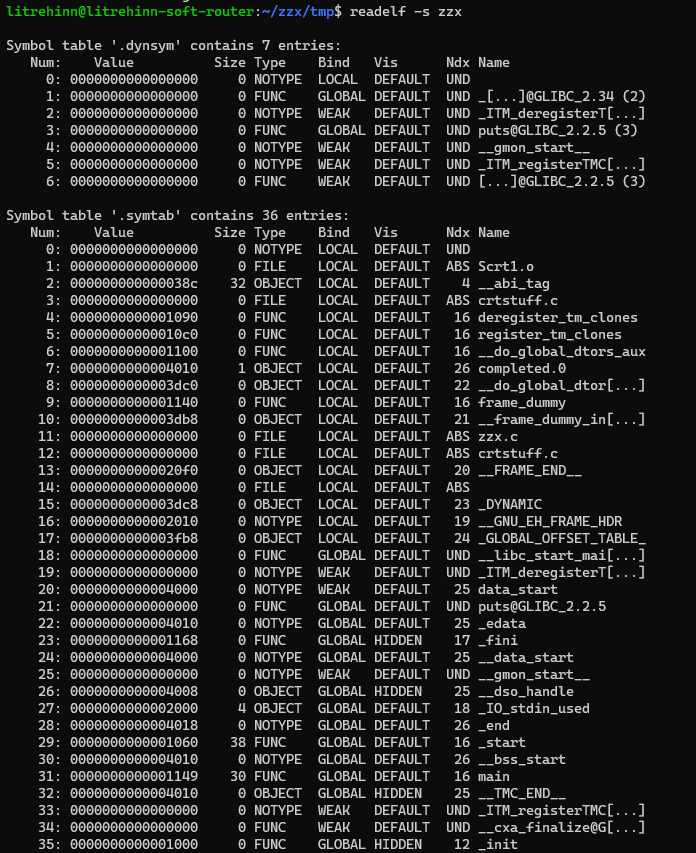 litrehinn@litrehinn-soft-router:~/zzx/tmp$ readelf -s zzx
Symbol table '.dynsym' contains 7 entries:
   Num:    Value          Size Type    Bind   Vis      Ndx Name
     0: 0000000000000000     0 NOTYPE  LOCAL  DEFAULT  UND
     1: 0000000000000000     0 FUNC    GLOBAL DEFAULT  UND _[...]@GLIBC_2.34 (2)
     2: 0000000000000000     0 NOTYPE  WEAK   DEFAULT  UND _ITM_deregisterT[...]
     3: 0000000000000000     0 FUNC    GLOBAL DEFAULT  UND puts@GLIBC_2.2.5 (3)
     4: 0000000000000000     0 NOTYPE  WEAK   DEFAULT  UND __gmon_start__
     5: 0000000000000000     0 NOTYPE  WEAK   DEFAULT  UND _ITM_registerTMC[...]
     6: 0000000000000000     0 FUNC    WEAK   DEFAULT  UND [...]@GLIBC_2.2.5 (3)
Symbol table '.symtab' contains 36 entries:
   Num:    Value          Size Type    Bind   Vis      Ndx Name
     0: 0000000000000000     0 NOTYPE  LOCAL  DEFAULT  UND
     1: 0000000000000000     0 FILE    LOCAL  DEFAULT  ABS Scrt1.o
     2: 000000000000038c    32 OBJECT  LOCAL  DEFAULT    4 __abi_tag
     3: 0000000000000000     0 FILE    LOCAL  DEFAULT  ABS crtstuff.c
     4: 0000000000001090     0 FUNC    LOCAL  DEFAULT   16 deregister_tm_clones
     5: 00000000000010c0     0 FUNC    LOCAL  DEFAULT   16 register_tm_clones
     6: 0000000000001100     0 FUNC    LOCAL  DEFAULT   16 __do_global_dtors_aux
     7: 0000000000004010     1 OBJECT  LOCAL  DEFAULT   26 completed.0
     8: 0000000000003dc0     0 OBJECT  LOCAL  DEFAULT   22 __do_global_dtor[...]
     9: 0000000000001140     0 FUNC    LOCAL  DEFAULT   16 frame_dummy
    10: 0000000000003db8     0 OBJECT  LOCAL  DEFAULT   21 __frame_dummy_in[...]
    11: 0000000000000000     0 FILE    LOCAL  DEFAULT  ABS zzx.c
    12: 0000000000000000     0 FILE    LOCAL  DEFAULT  ABS crtstuff.c
    13: 00000000000020f0     0 OBJECT  LOCAL  DEFAULT   20 __FRAME_END__
    14: 0000000000000000     0 FILE    LOCAL  DEFAULT  ABS
    15: 0000000000003dc8     0 OBJECT  LOCAL  DEFAULT   23 _DYNAMIC
    16: 0000000000002010     0 NOTYPE  LOCAL  DEFAULT   19 __GNU_EH_FRAME_HDR
    17: 0000000000003fb8     0 OBJECT  LOCAL  DEFAULT   24 _GLOBAL_OFFSET_TABLE_
    18: 0000000000000000     0 FUNC    GLOBAL DEFAULT  UND __libc_start_mai[...]
    19: 0000000000000000     0 NOTYPE  WEAK   DEFAULT  UND _ITM_deregisterT[...]
    20: 0000000000004000     0 NOTYPE  WEAK   DEFAULT   25 data_start
    21: 0000000000000000     0 FUNC    GLOBAL DEFAULT  UND puts@GLIBC_2.2.5
    22: 0000000000004010     0 NOTYPE  GLOBAL DEFAULT   25 _edata
    23: 0000000000001168     0 FUNC    GLOBAL HIDDEN    17 _fini
    24: 0000000000004000     0 NOTYPE  GLOBAL DEFAULT   25 __data_start
    25: 0000000000000000     0 NOTYPE  WEAK   DEFAULT  UND __gmon_start__
    26: 0000000000004008     0 OBJECT  GLOBAL HIDDEN    25 __dso_handle
    27: 0000000000002000     4 OBJECT  GLOBAL DEFAULT   18 _IO_stdin_used
    28: 0000000000004018     0 NOTYPE  GLOBAL DEFAULT   26 _end
    29: 0000000000001060    38 FUNC    GLOBAL DEFAULT   16 _start
    30: 0000000000004010     0 NOTYPE  GLOBAL DEFAULT   26 __bss_start
    31: 0000000000001149    30 FUNC    GLOBAL DEFAULT   16 main
    32: 0000000000004010     0 OBJECT  GLOBAL HIDDEN    25 __TMC_END__
    33: 0000000000000000     0 NOTYPE  WEAK   DEFAULT  UND _ITM_registerTMC[...]
    34: 0000000000000000     0 FUNC    WEAK   DEFAULT  UND __cxa_finalize@G[...]
    35: 0000000000001000     0 FUNC    GLOBAL HIDDEN    12 _init